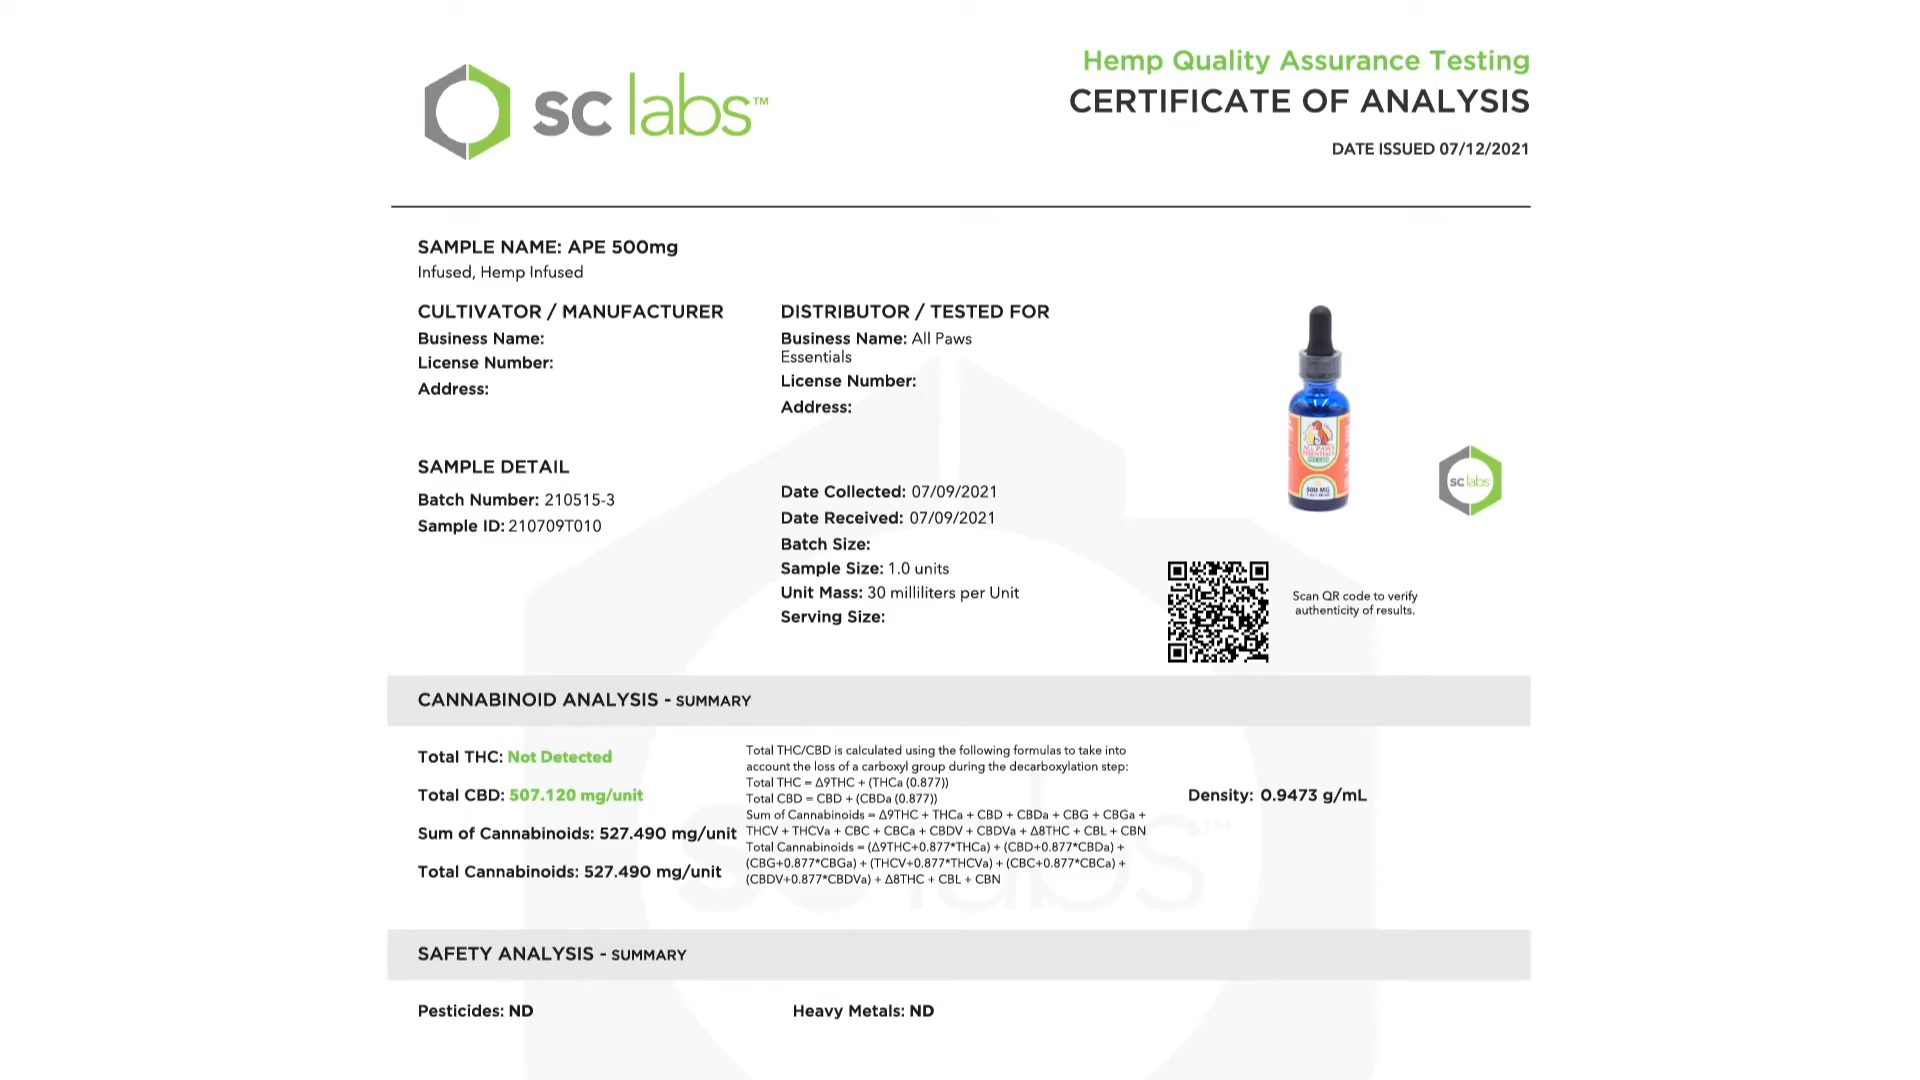 sc labs™
Hemp Quality Assurance Testing
CERTIFICATE OF ANALYSIS
DATE ISSUED 07/12/2021
SAMPLE NAME: APE 500mg
Infused, Hemp Infused
CULTIVATOR / MANUFACTURER
Business Name:
License Number:
Address:
DISTRIBUTOR / TESTED FOR
Business Name: All Paws
Essentials
License Number:
Address:
ALL PAWS
ESSENTIALS
500 MG
SAMPLE DETAIL
Batch Number: 210515-3
Sample ID: 210709T010
Date Collected: 07/09/2021
Date Received: 07/09/2021
Batch Size:
Sample Size: 1.0 units
Unit Mass: 30 milliliters per Unit
Serving Size:
sc labs
Scan QR code to verify
authenticity of results.
CANNABINOID ANALYSIS - SUMMARY
Total THC: Not Detected
Total CBD: 507.120 mg/unit
Sum of Cannabinoids: 527.490 mg/unit
Total Cannabinoids: 527.490 mg/unit
Total THC/CBD is calculated using the following formulas to take into
account the loss of a carboxyl group during the decarboxylation step:
Total THC = Δ9THC + (THCa (0.877))
Total CBD = CBD + (CBDa (0.877))
Sum of Cannabinoids = Δ9THC + THCa + CBD + CBDa + CBG + CBGa +
THCV + THCVa + CBC + CBCa + CBDV + CBDVa + Δ8THC + CBL + CBN
Total Cannabinoids = (Δ9THC+0.877*THCa) + (CBD+0.877*CBDa) +
(CBG+0.877*CBGa) + (THCV+0.877*THCVa) + (CBC+0.877*CBCa) +
(CBDV+0.877*CBDVa) + Δ8THC + CBL + CBN
Density: 0.9473 g/mL
sc labs™
SAFETY ANALYSIS - SUMMARY
Pesticides: ND
Heavy Metals: ND